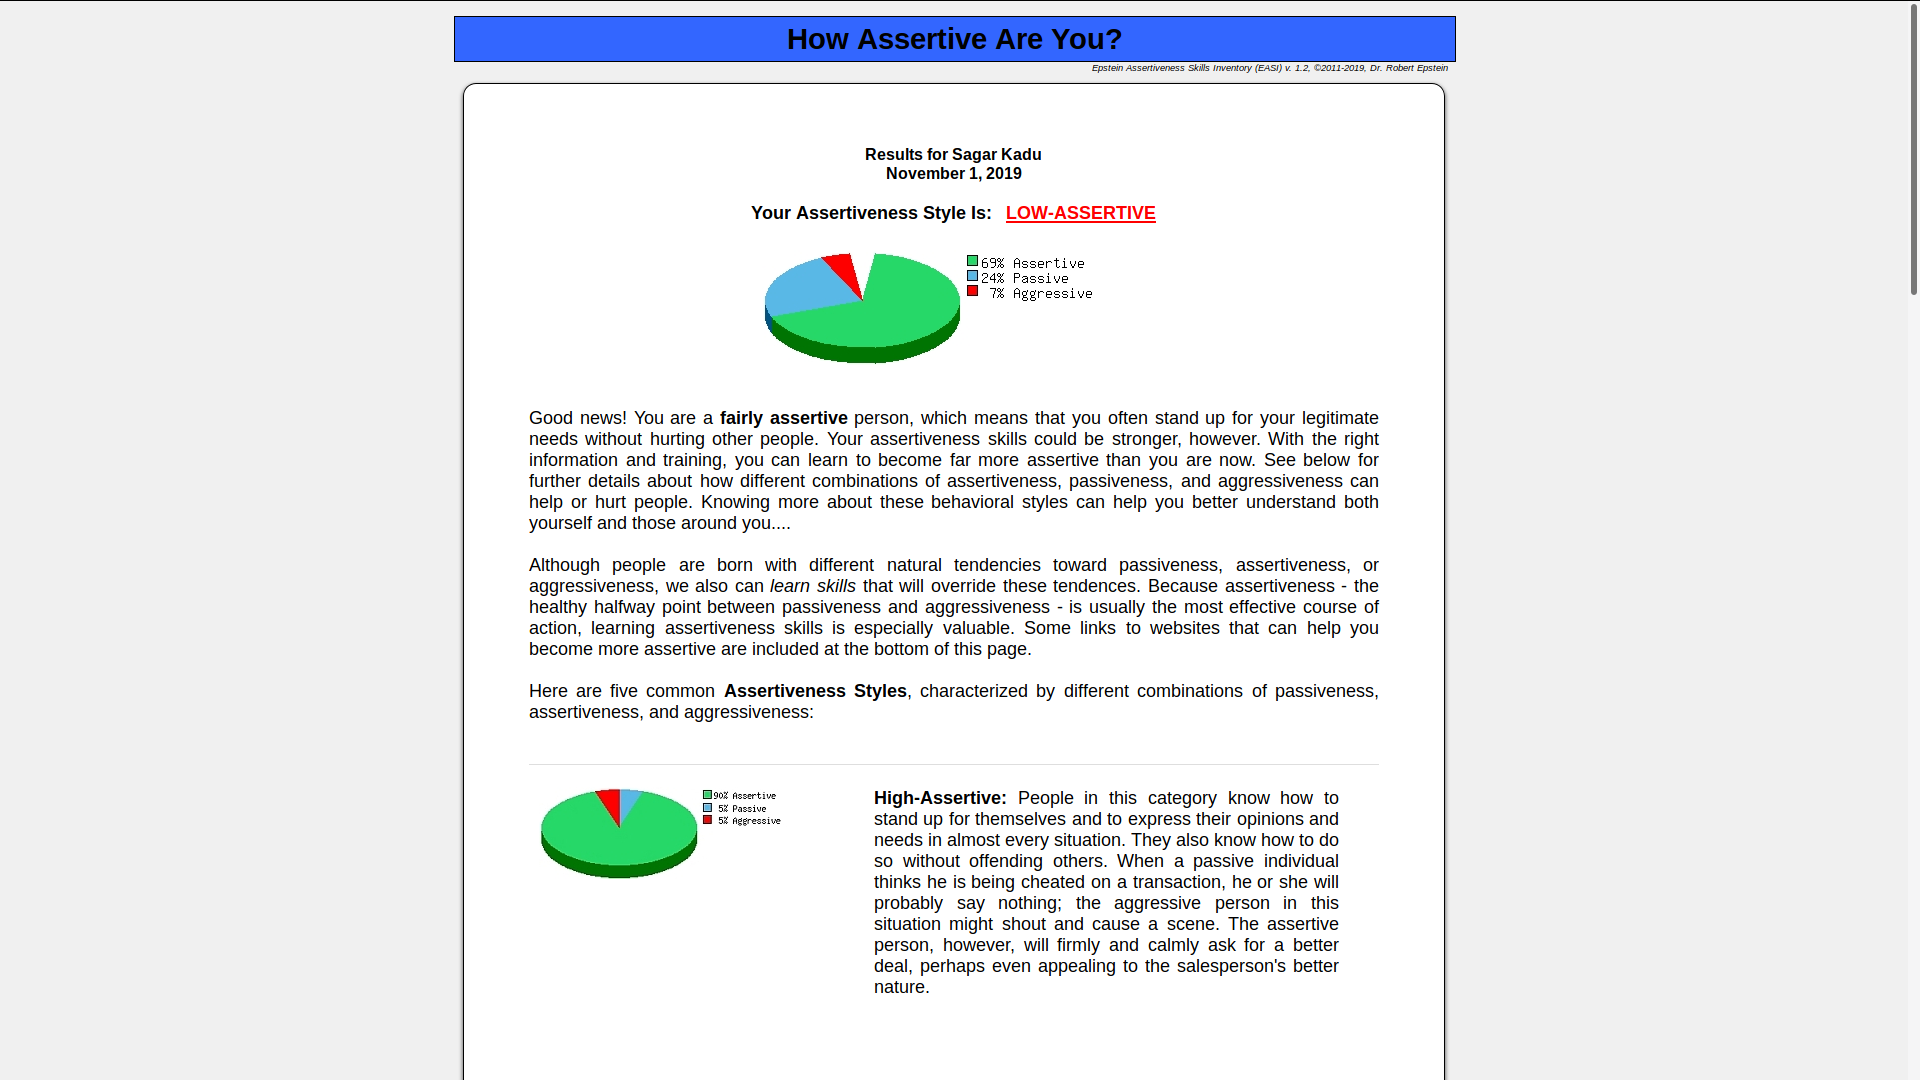 How Assertive Are You?
Epstein Assertiveness Skills Inventory (EASI) v. 1.2, ©2011-2019, Dr. Robert Epstein
Results for Sagar Kadu
November 1, 2019
Your Assertiveness Style Is: LOW-ASSERTIVE
69% Assertive
24% Passive
7% Aggressive
Good news! You are a fairly assertive person, which means that you often stand up for your legitimate
needs without hurting other people. Your assertiveness skills could be stronger, however. With the right
information and training, you can learn to become far more assertive than you are now. See below for
further details about how different combinations of assertiveness, passiveness, and aggressiveness can
help or hurt people. Knowing more about these behavioral styles can help you better understand both
yourself and those around you....
Although people are born with different natural tendencies toward passiveness, assertiveness, or
aggressiveness, we also can learn skills that will override these tendences. Because assertiveness - the
healthy halfway point between passiveness and aggressiveness - is usually the most effective course of
action, learning assertiveness skills is especially valuable. Some links to websites that can help you
become more assertive are included at the bottom of this page.
Here are five common Assertiveness Styles, characterized by different combinations of passiveness,
assertiveness, and aggressiveness:
90% Assertive
5% Passive
5% Aggressive
High-Assertive: People in this category know how to
stand up for themselves and to express their opinions and
needs in almost every situation. They also know how to do
so without offending others. When a passive individual
thinks he is being cheated on a transaction, he or she will
probably say nothing; the aggressive person in this
situation might shout and cause a scene. The assertive
person, however, will firmly and calmly ask for a better
deal, perhaps even appealing to the salesperson's better
nature.